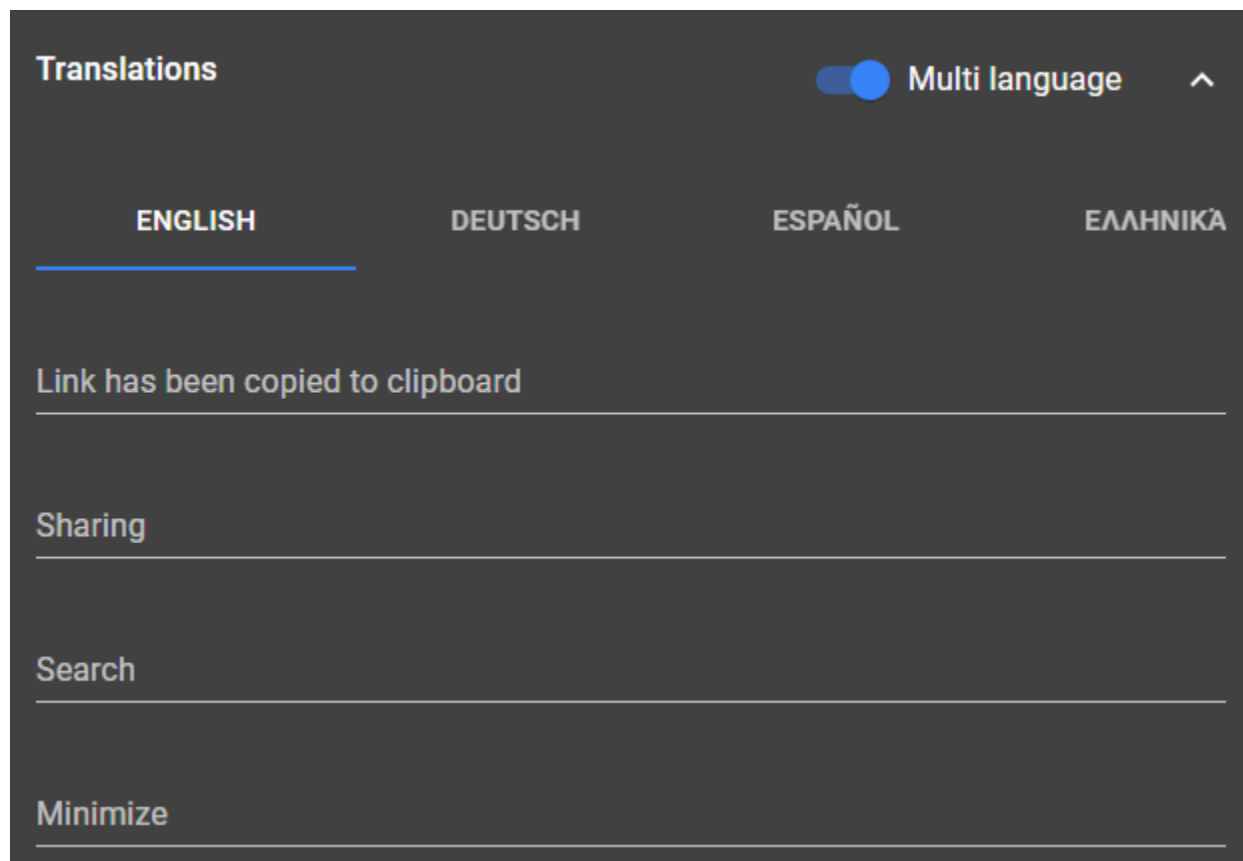 Translations
Multi language
ENGLISH DEUTSCH ESPAÑOL ΕΛΛΗΝΙΚΆ
Link has been copied to clipboard
Sharing
Search
Minimize